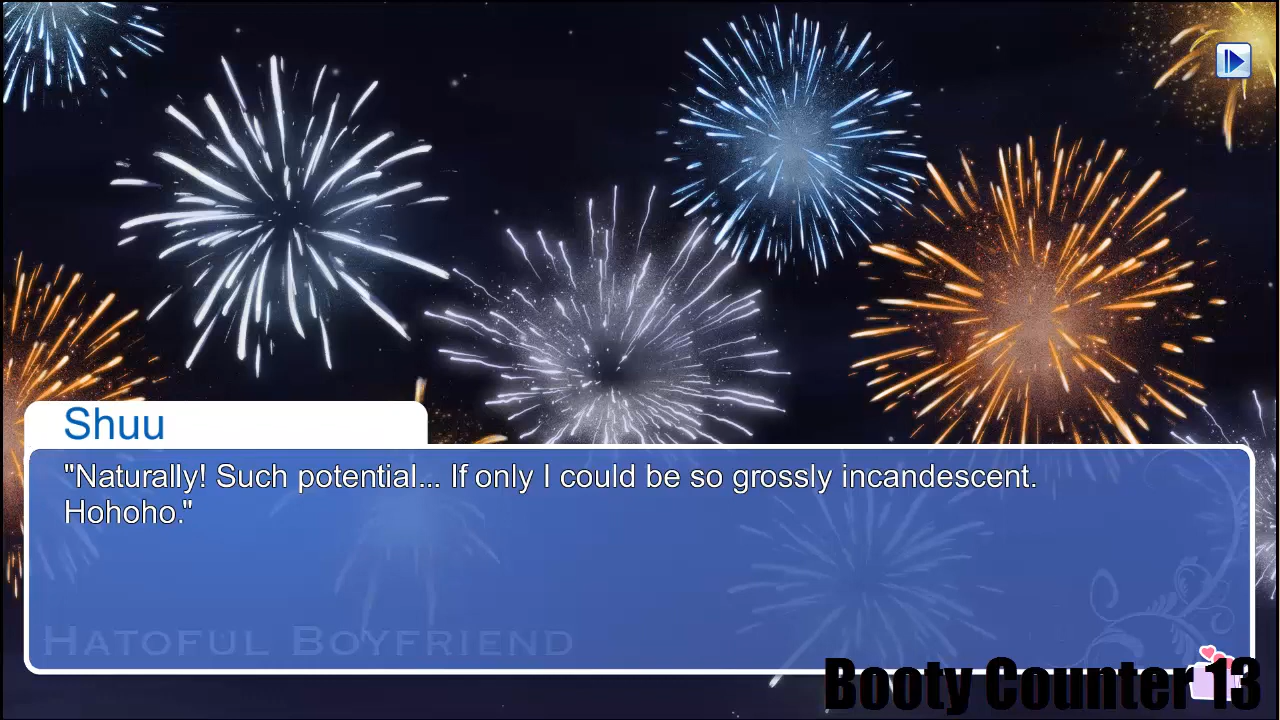 Shuu
"Naturally! Such potential... If only I could be so grossly incandescent.
Hohoho."
HATOFUL BOYFRIEND
Booty Counter 13